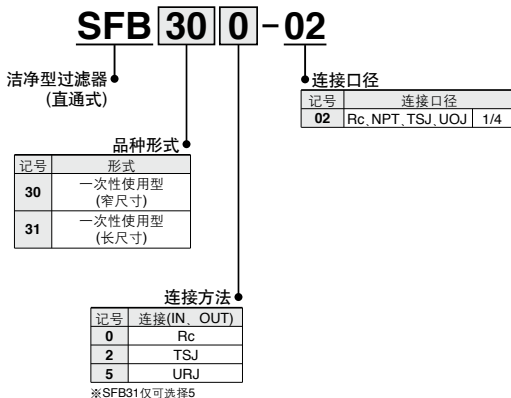 SFB 30 0-02
洁净型过滤器
(直通式)
连接口径
记号 连接口径
02 Rc、NPT、TSJ、UOJ 1/4
品种形式
记号 形式
30 一次性使用型
(窄尺寸)
31 一次性使用型
(长尺寸)
连接方法
记号 连接(IN、OUT)
0 Rc
2 TSJ
5 URJ
※SFB31仅可选择5